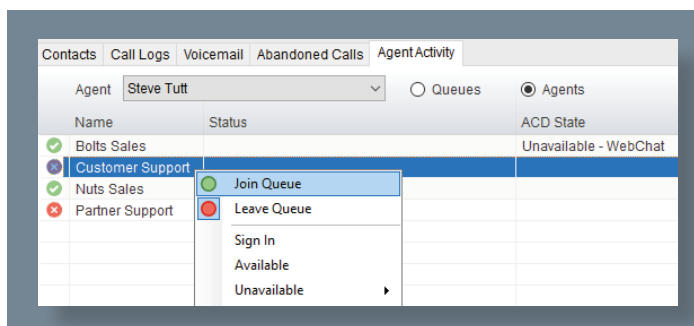 Contacts Call Logs Voicemail Abandoned Calls Agent Activity
Agent Steve Tutt Queues Agents
Name Status ACD State
Bolts Sales Unavailable - WebChat
Customer Support
Nuts Sales
Partner Support
Join Queue
Leave Queue
Sign In
Available
Unavailable